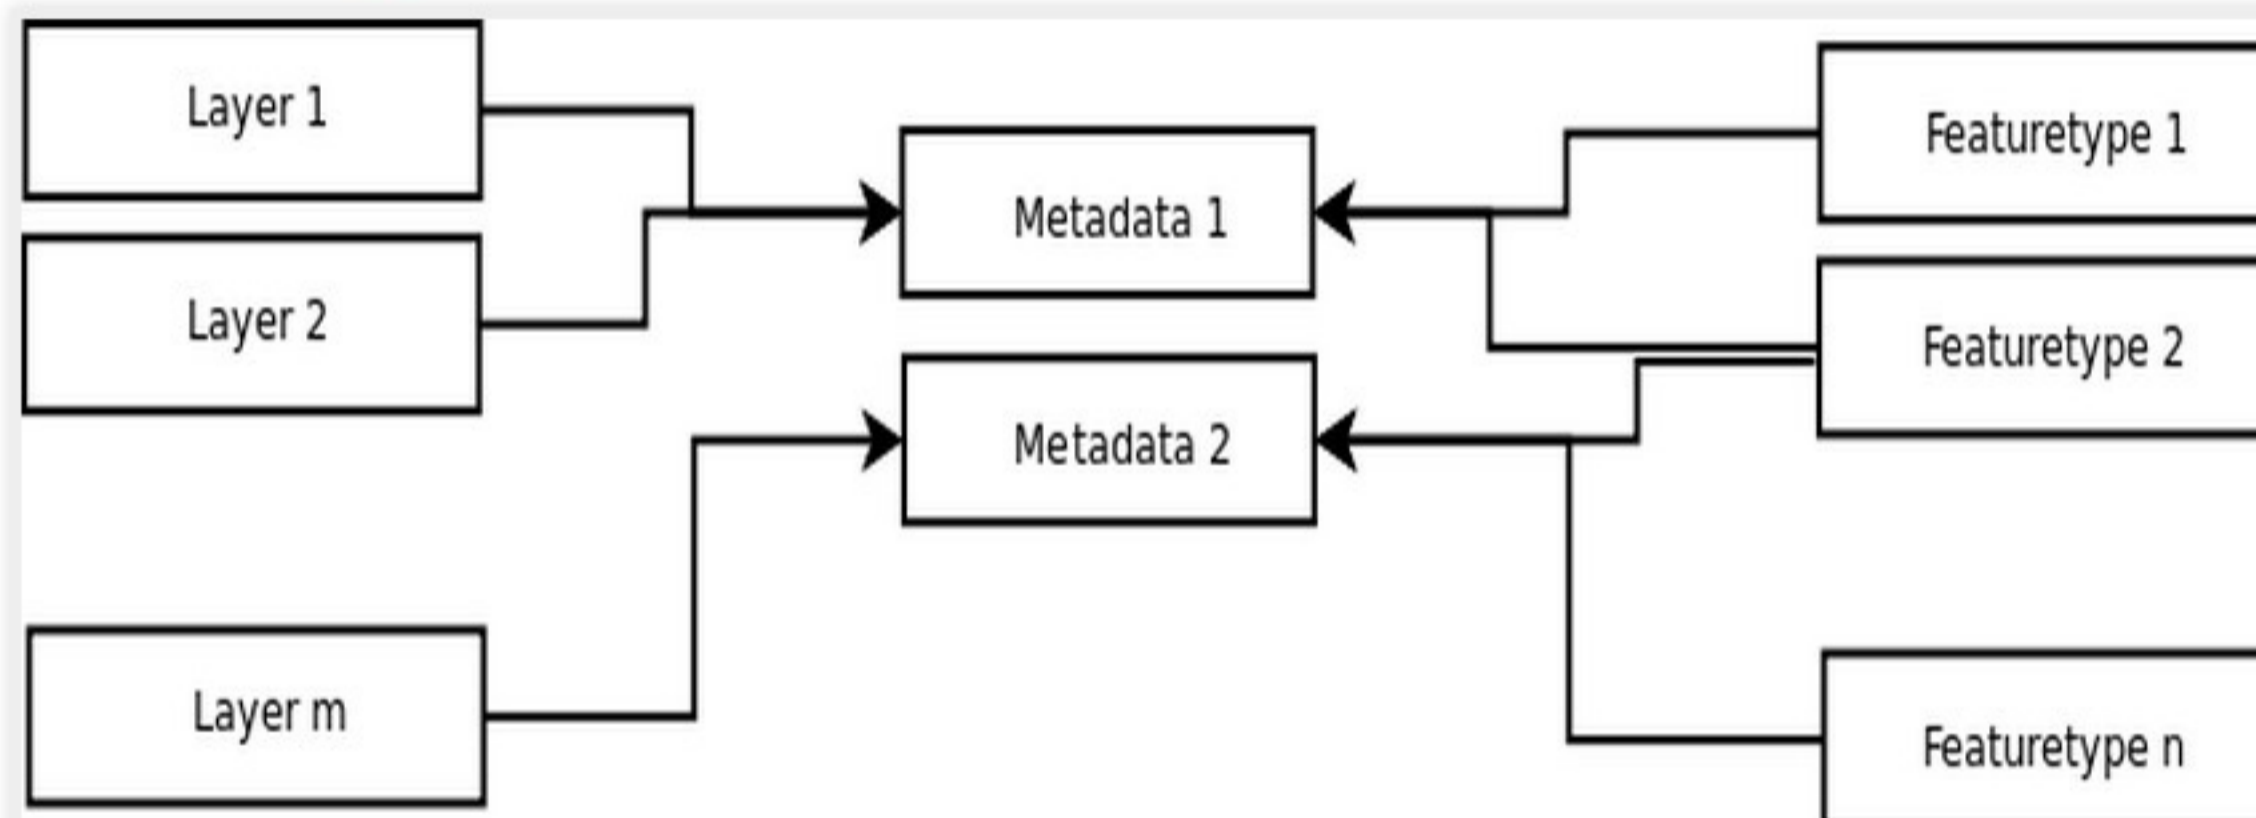 Layer 1
Layer 2
Layer m
Metadata 1
Metadata 2
Featuretype 1
Featuretype 2
Featuretype n